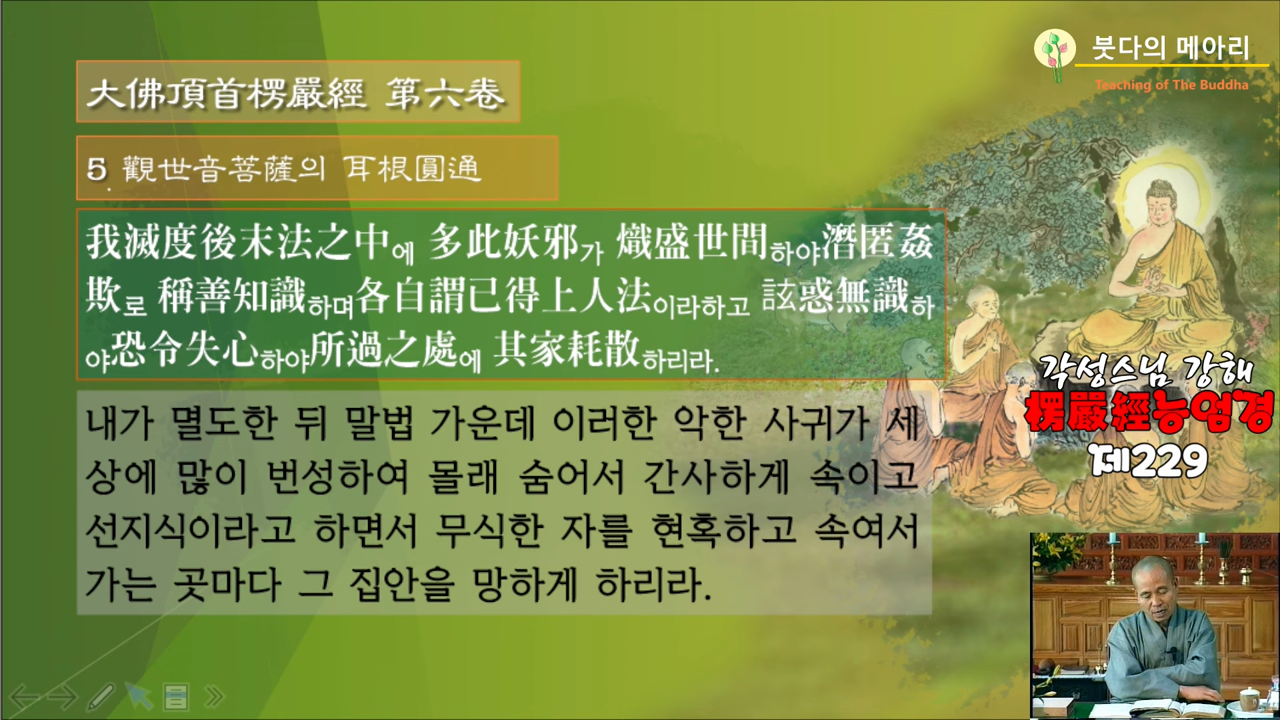 大佛頂首楞嚴經 第六卷
5. 觀世音菩薩의 耳根圓通
我滅度後末法之中에 多此妖邪가 熾盛世間하야潛匿姦
欺로 稱善知識하며各自謂已得上人法이라하고 詃惑無識하
야恐令失心하야所過之處에 其家耗散하리라.
내가 멸도한 뒤 말법 가운데 이러한 악한 사귀가 세
상에 많이 번성하여 몰래 숨어서 간사하게 속이고
선지식이라고 하면서 무식한 자를 현혹하고 속여서
가는 곳마다 그 집안을 망하게 하리라.
붓다의 메아리
Teaching of The Buddha
각성스님 강해
楞嚴經능엄경
제229